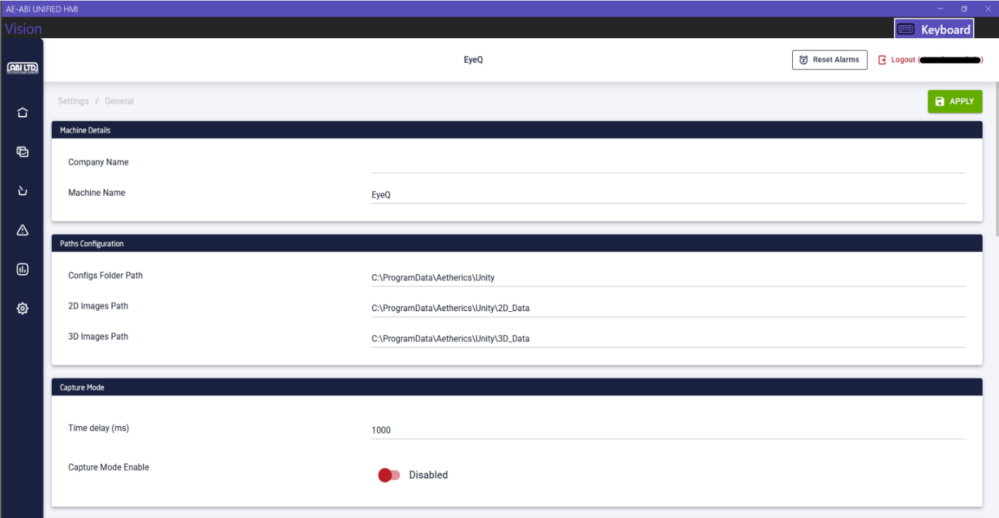 AE-ABI UNIFIED HMI
Vision
Keyboard
ABI LTD
EyeQ
Reset Alarms
Logout ( )
Settings / General
APPLY
Machine Details
Company Name
Machine Name
EyeQ
Paths Configuration
Configs Folder Path
C:\ProgramData\Aetherics\Unity
2D Images Path
C:\ProgramData\Aetherics\Unity\2D_Data
3D Images Path
C:\ProgramData\Aetherics\Unity\3D_Data
Capture Mode
Time delay (ms)
1000
Capture Mode Enable
Disabled